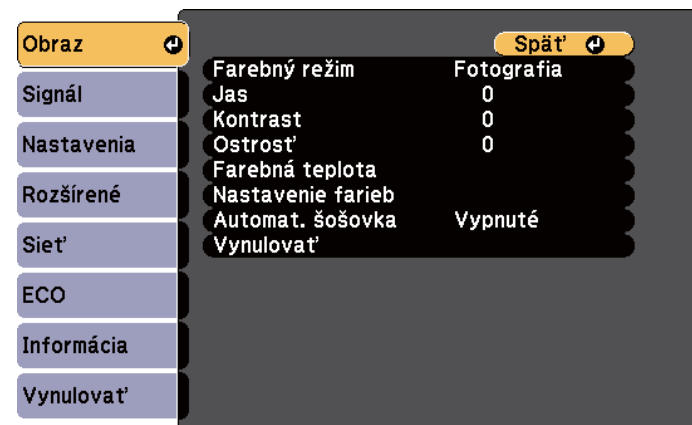 Obraz
Signál
Nastavenia
Rozšírené
Sieť
ECO
Informácia
Vynulovať
Späť
Farebný režim Fotografia
Jas 0
Kontrast 0
Ostrosť 0
Farebná teplota
Nastavenie farieb
Automat. šošovka Vypnuté
Vynulovať